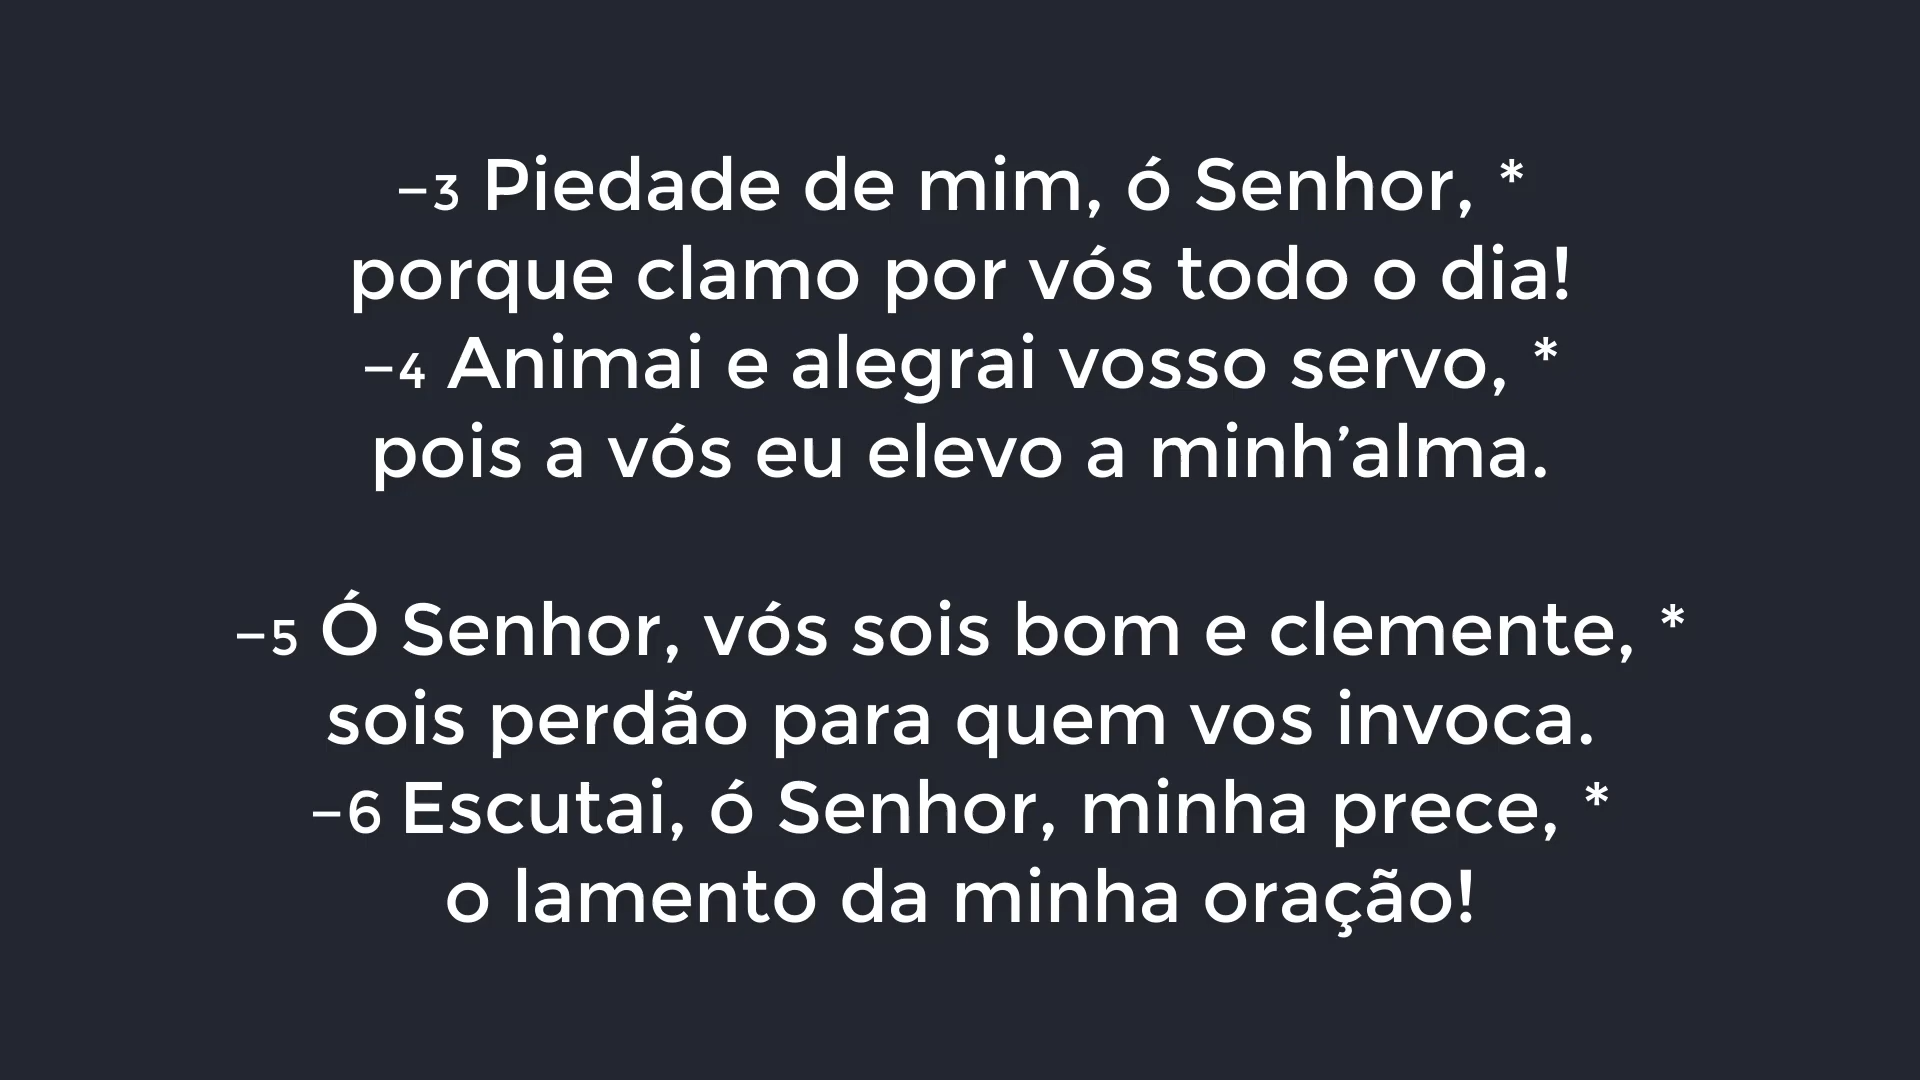 –3 Piedade de mim, ó Senhor, *
porque clamo por vós todo o dia!
–4 Animai e alegrai vosso servo, *
pois a vós eu elevo a minh’alma.
–5 Ó Senhor, vós sois bom e clemente, *
sois perdão para quem vos invoca.
–6 Escutai, ó Senhor, minha prece, *
o lamento da minha oração!